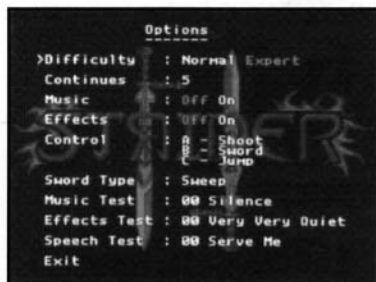 Options
>Difficulty : Normal Expert
Continues : 5
Music : Off On
Effects : Off On
Control : A - Shoot
B - Sword
C - Jump
STRIDER
Sword Type : Sweep
Music Test : 00 Silence
Effects Test : 00 Very Very Quiet
Speech Test : 00 Serve Me
Exit